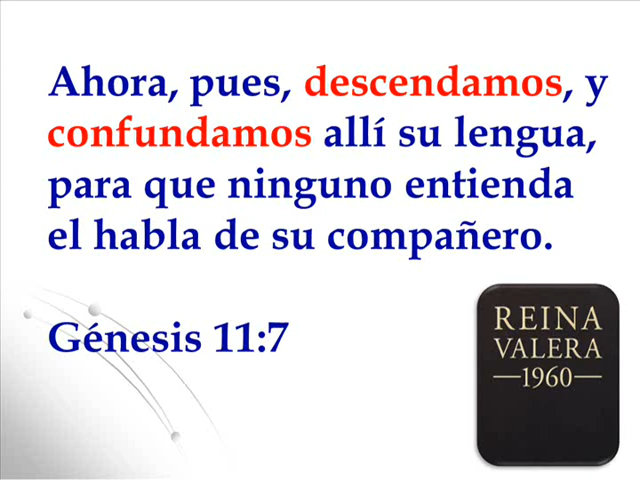 Ahora, pues, descendamos, y
confundamos allí su lengua,
para que ninguno entienda
el habla de su compañero.
Génesis 11:7
REINA
VALERA
—1960—